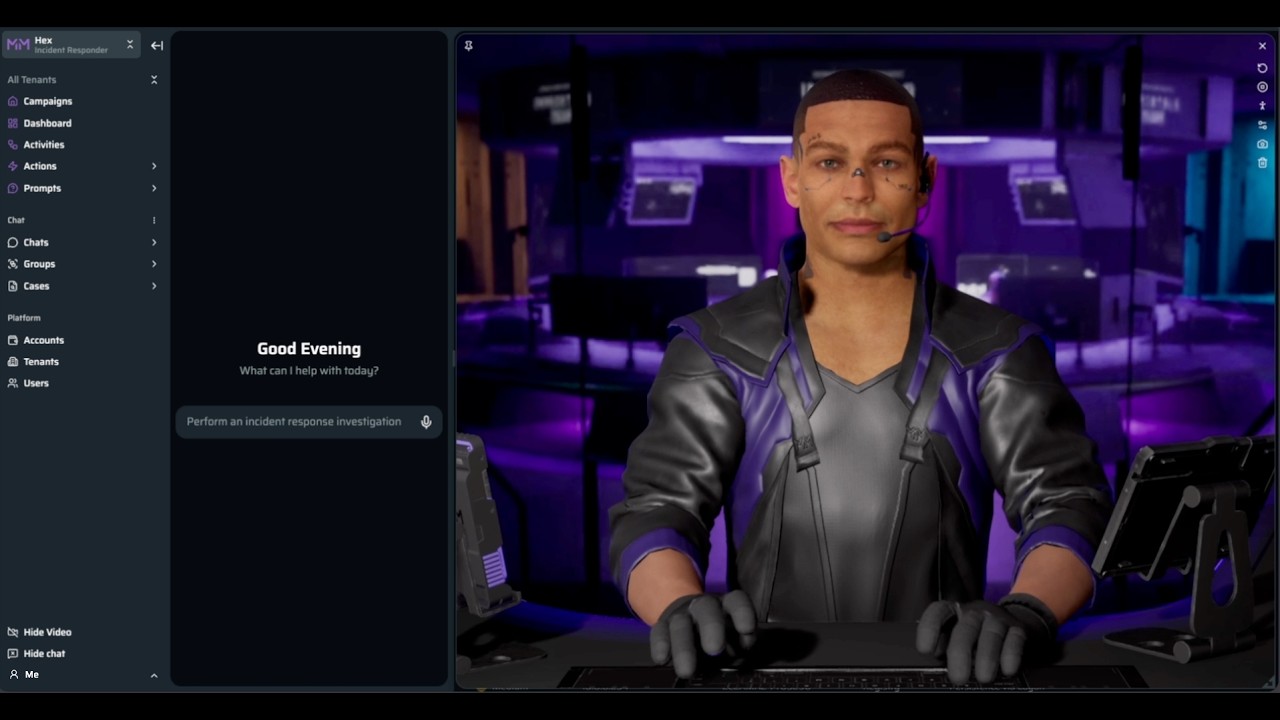 Hex
Incident Responder
All Tenants
Campaigns
Dashboard
Activities
Actions
Prompts
Chat
Chats
Groups
Cases
Platform
Accounts
Tenants
Users
Hide Video
Hide chat
Me
Good Evening
What can I help with today?
Perform an incident response investigation